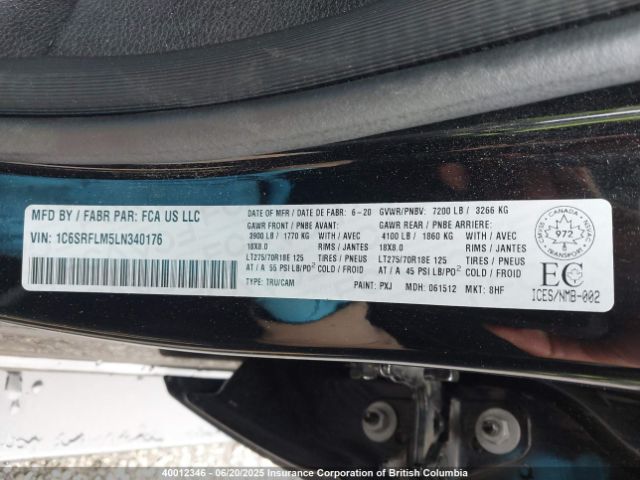 MFD BY / FABR PAR: FCA US LLC
VIN: 1C6SRFLM5LN340176
DATE OF MFR / DATE DE FABR: 6-20 GVWR/PNBV: 7200 LB / 3266 KG
GAWR FRONT / PNBE AVANT: GAWR REAR / PNBE ARRIERE:
3900 LB / 1770 KG WITH / AVEC 4100 LB / 1860 KG WITH / AVEC
18X8.0 RIMS / JANTES 18X8.0 RIMS / JANTES
LT275/70R18E 125 TIRES / PNEUS LT275/70R18E 125 TIRES / PNEUS
AT / A 55 PSI LB/PO² COLD / FROID AT / A 45 PSI LB/PO² COLD / FROID
TYPE: TRU/CAM PAINT: PXJ MDH: 061512 MKT: 8HF
CANADA
CMVSS
972
NSVAC
TRANSPORT
EC
ICES/NMB-002
40012346 - 06/20/2025 Insurance Corporation of British Columbia